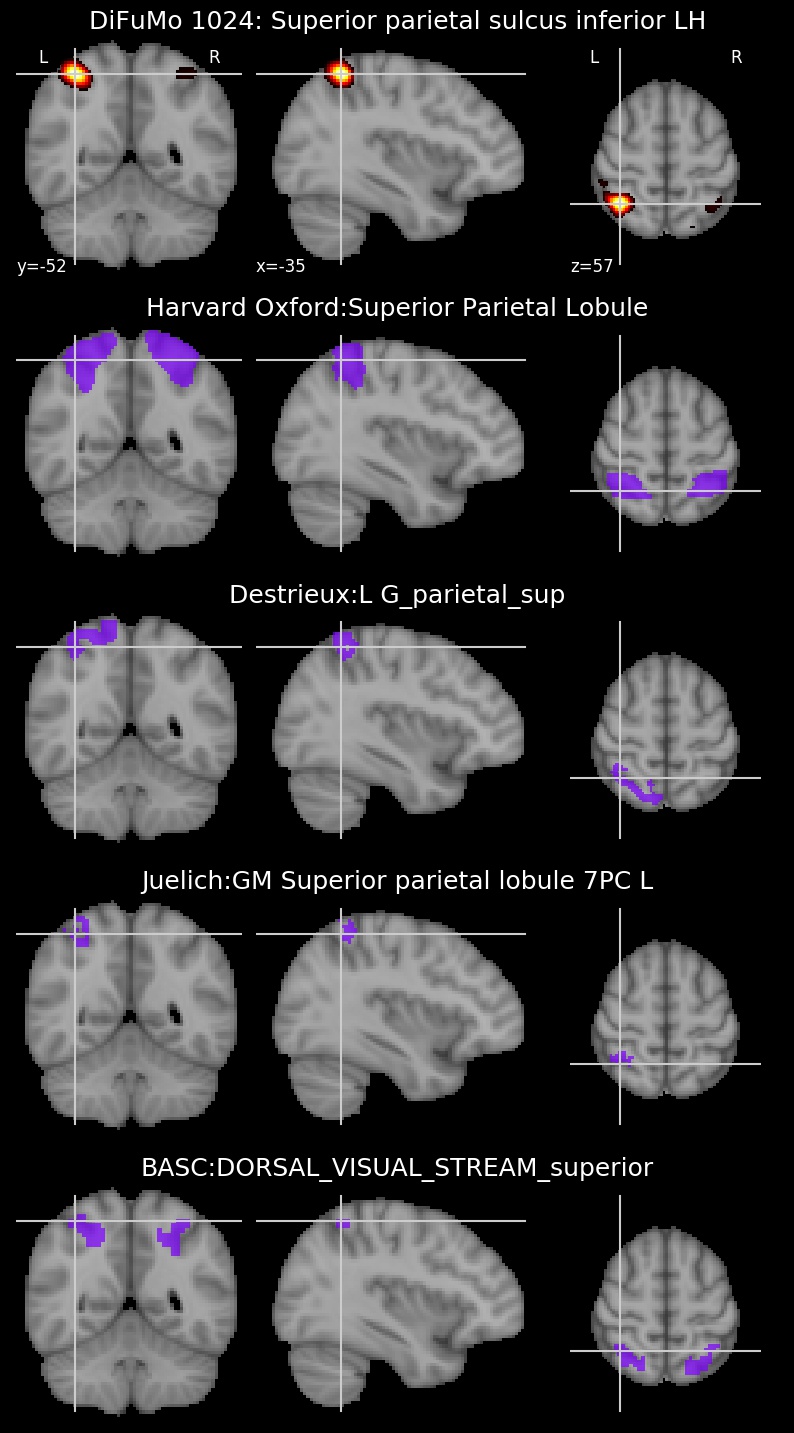 DiFuMo 1024: Superior parietal sulcus inferior LH
L R L R
y=-52 x=-35 z=57
Harvard Oxford:Superior Parietal Lobule
Destrieux:L G_parietal_sup
Juelich:GM Superior parietal lobule 7PC L
BASC:DORSAL_VISUAL_STREAM_superior